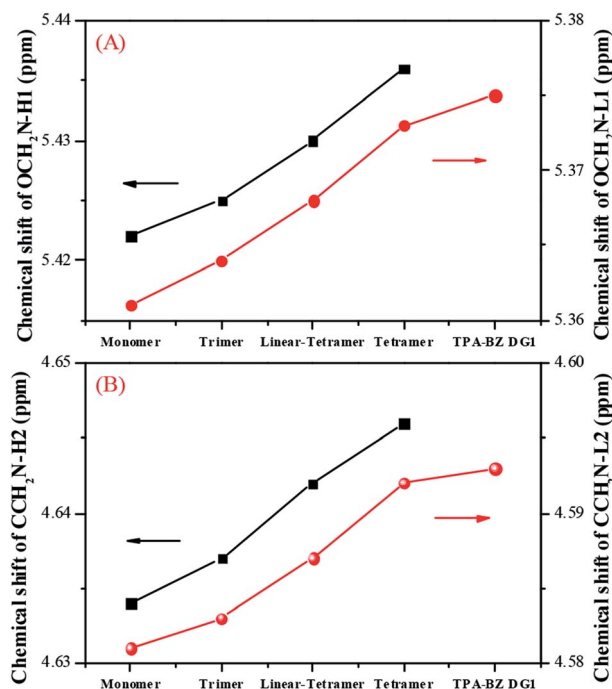 (A)
5.44
5.43
5.42
Chemical shift of OCH₂N-H1 (ppm)
5.38
5.37
5.36
Chemical shift of OCH₂N-L1 (ppm)
Monomer Trimer Linear-Tetramer Tetramer TPA-BZ DG1
(B)
4.65
4.64
4.63
Chemical shift of CCH₂N-H2 (ppm)
4.60
4.59
4.58
Chemical shift of CCH₂N-L2 (ppm)
Monomer Trimer Linear-Tetramer Tetramer TPA-BZ DG1